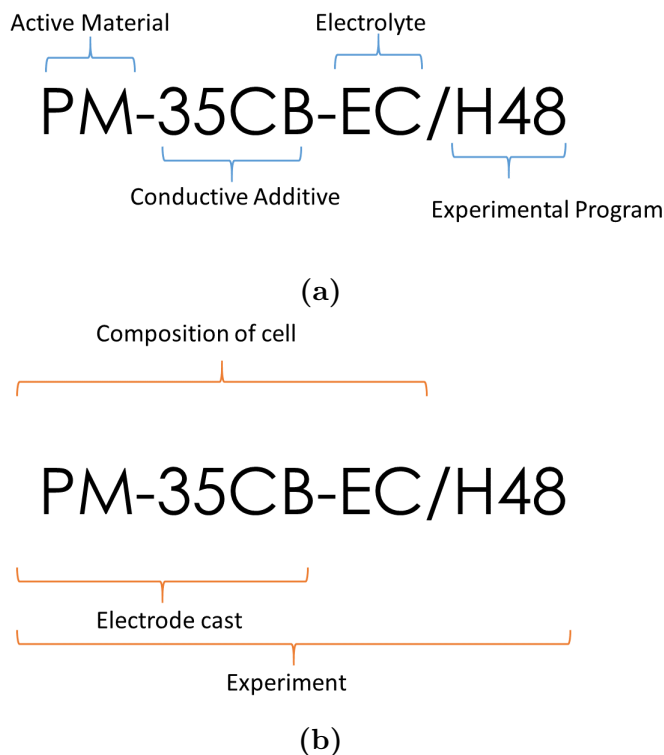 Active Material
Electrolyte
PM-35CB-EC/H48
Conductive Additive
Experimental Program
(a)
Composition of cell
PM-35CB-EC/H48
Electrode cast
Experiment
(b)